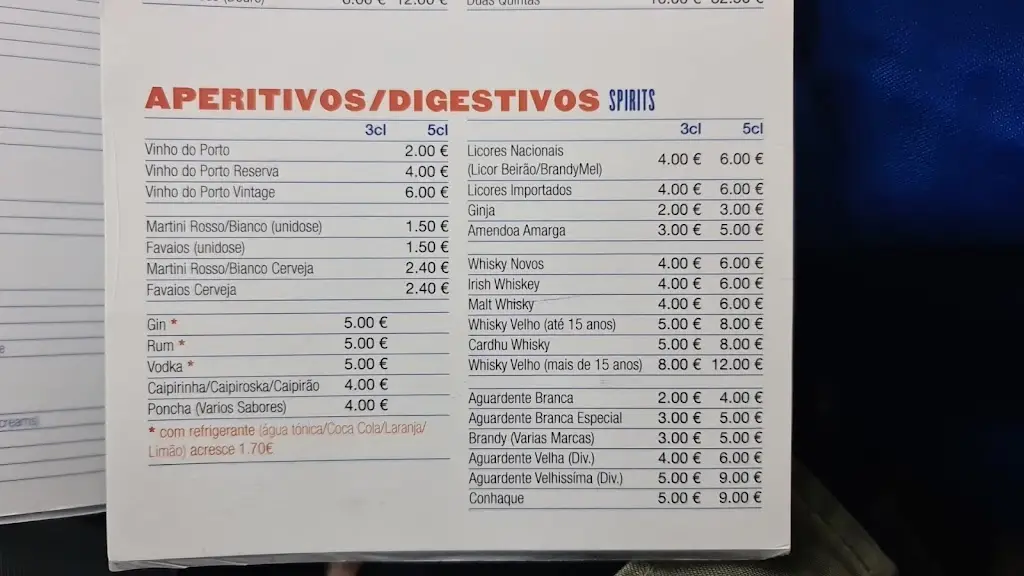 6.00 € 12.00 €
Duas Quintas
APERITIVOS/DIGESTIVOS SPIRITS
3cl 5cl
Vinho do Porto 2.00 €
Vinho do Porto Reserva 4.00 €
Vinho do Porto Vintage 6.00 €
Martini Rosso/Bianco (unidose) 1.50 €
Favaios (unidose) 1.50 €
Martini Rosso/Bianco Cerveja 2.40 €
Favaios Cerveja 2.40 €
Gin * 5.00 €
Rum * 5.00 €
Vodka * 5.00 €
Caipirinha/Caipiroska/Caipirão 4.00 €
Poncha (Varios Sabores) 4.00 €
* com refrigerante (água tónica/Coca Cola/Laranja/
Limão) acresce 1.70€
3cl 5cl
Licores Nacionais
(Licor Beirão/BrandyMel) 4.00 € 6.00 €
Licores Importados 4.00 € 6.00 €
Ginja 2.00 € 3.00 €
Amendoa Amarga 3.00 € 5.00 €
Whisky Novos 4.00 € 6.00 €
Irish Whiskey 4.00 € 6.00 €
Malt Whisky 4.00 € 6.00 €
Whisky Velho (até 15 anos) 5.00 € 8.00 €
Cardhu Whisky 5.00 € 8.00 €
Whisky Velho (mais de 15 anos) 8.00 € 12.00 €
Aguardente Branca 2.00 € 4.00 €
Aguardente Branca Especial 3.00 € 5.00 €
Brandy (Varias Marcas) 3.00 € 5.00 €
Aguardente Velha (Div.) 4.00 € 6.00 €
Aguardente Velhissíma (Div.) 5.00 € 9.00 €
Conhaque 5.00 € 9.00 €
creams)